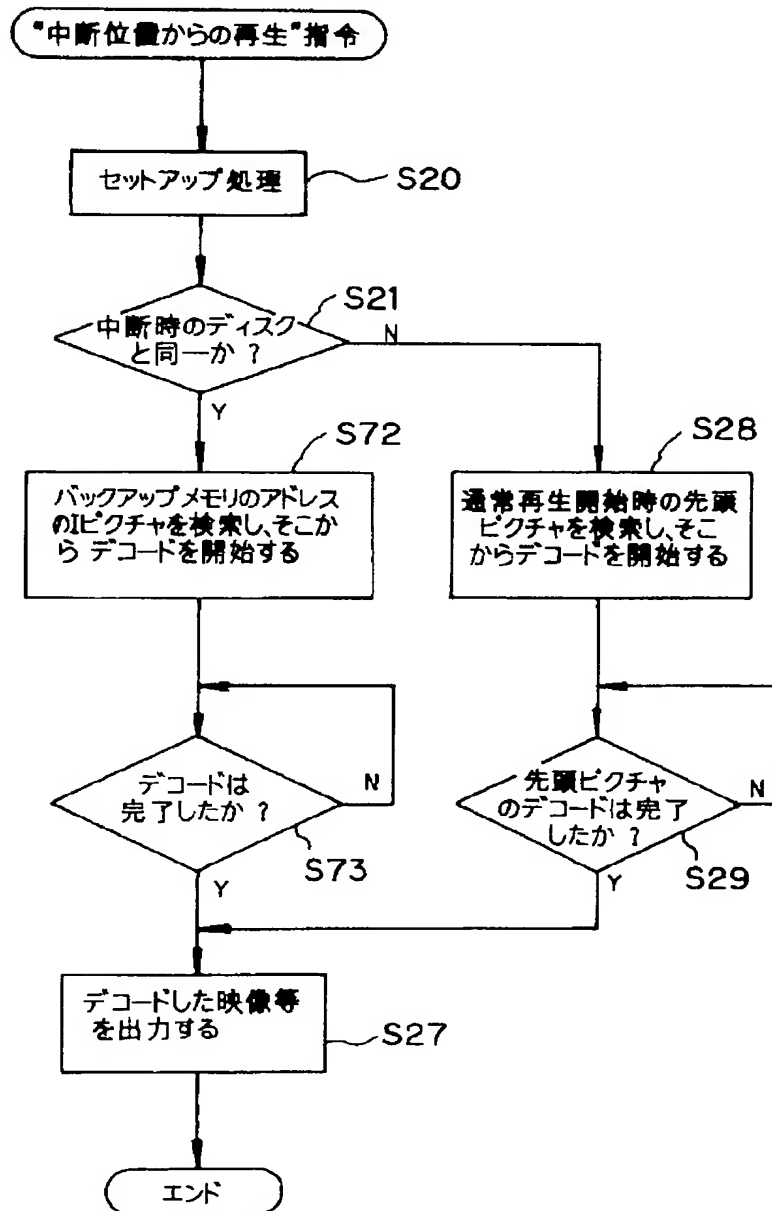 "中断位置からの再生"指令
セットアップ処理
S20
S21
中断時のディスク
と同一か？
N
Y
S72
バックアップメモリのアドレス
のIピクチャを検索し、そこか
ら デコードを開始する
S28
通常再生開始時の先頭
ピクチャを検索し、そこ
からデコードを開始する
デコードは
完了したか？
N
S73
Y
先頭ピクチャ
のデコードは完了
したか？
N
S29
Y
デコードした映像等
を出力する
S27
エンド